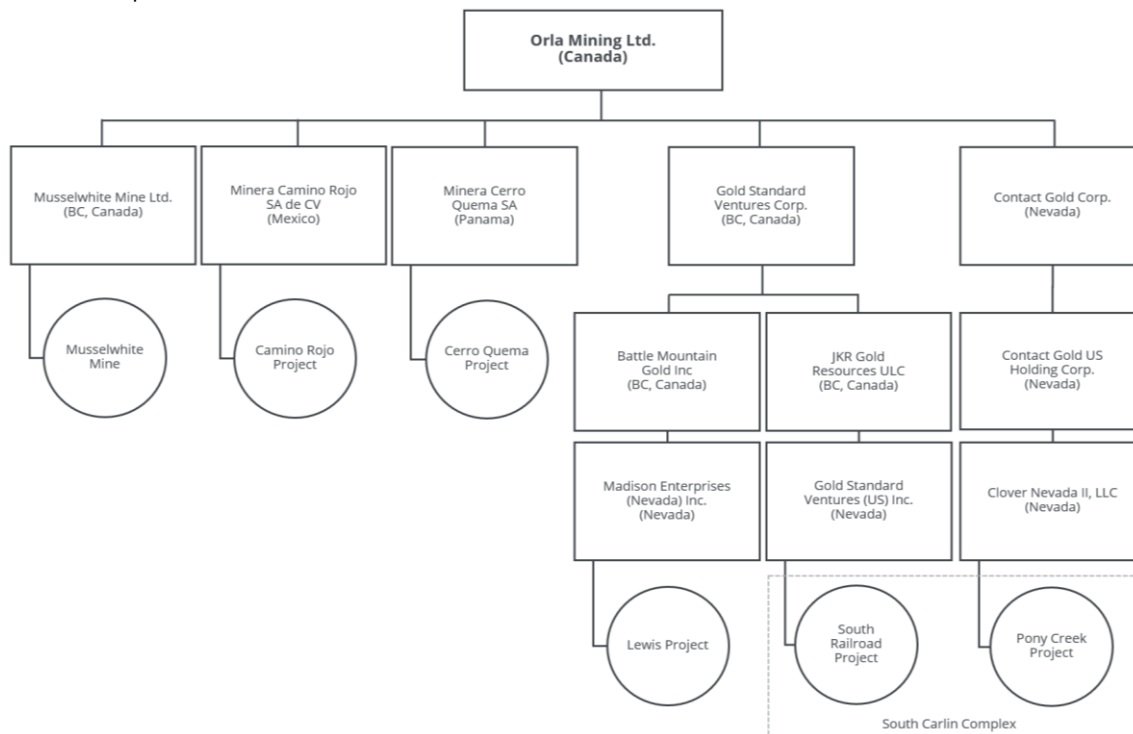 Orla Mining Ltd.
(Canada)
Musselwhite Mine Ltd.
(BC, Canada)
Minera Camino Rojo
SA de CV
(Mexico)
Minera Cerro
Quema SA
(Panama)
Gold Standard
Ventures Corp.
(BC, Canada)
Contact Gold Corp.
(Nevada)
Musselwhite
Mine
Camino Rojo
Project
Cerro Quema
Project
Battle Mountain
Gold Inc
(BC, Canada)
JKR Gold
Resources ULC
(BC, Canada)
Contact Gold US
Holding Corp.
(Nevada)
Madison Enterprises
(Nevada) Inc.
(Nevada)
Gold Standard
Ventures (US) Inc.
(Nevada)
Clover Nevada II, LLC
(Nevada)
Lewis Project
South
Railroad
Project
Pony Creek
Project
South Carlin Complex